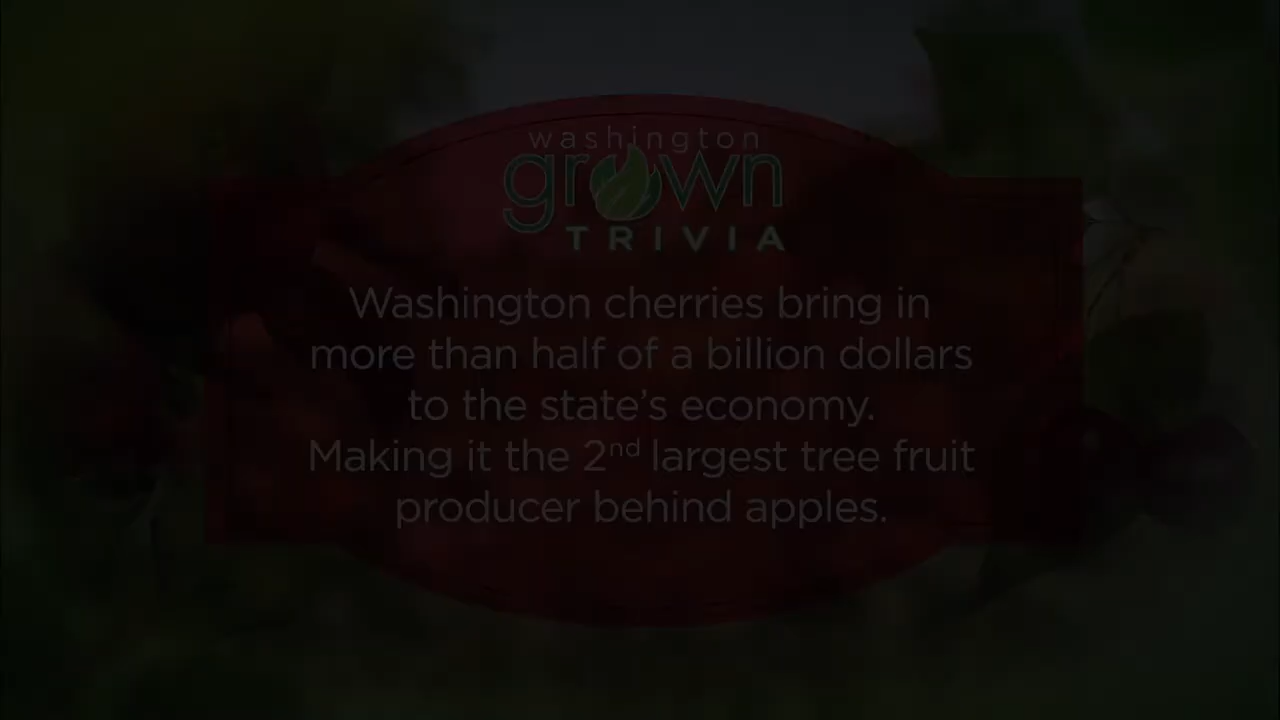 washington
grown
TRIVIA
Washington cherries bring in
more than half of a billion dollars
to the state's economy.
Making it the 2nd largest tree fruit
producer behind apples.